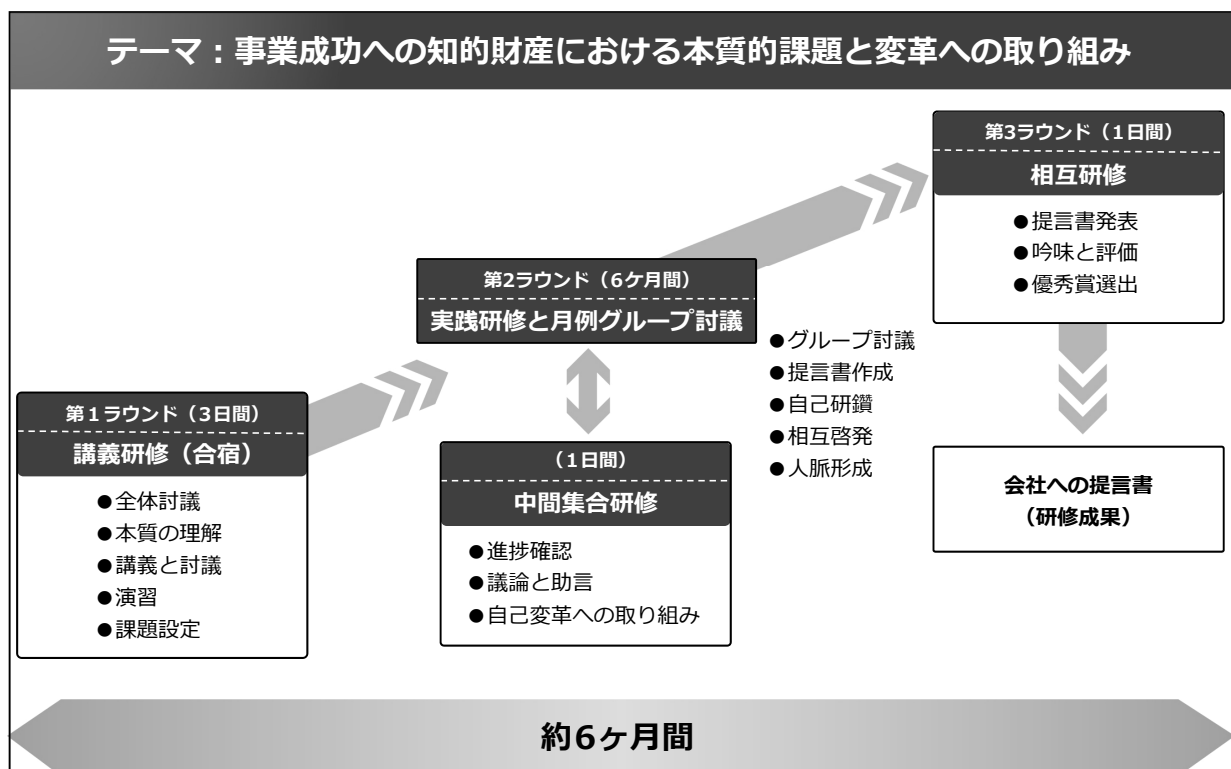 テーマ：事業成功への知的財産における本質的課題と変革への取り組み
第１ラウンド（3日間）
講義研修（合宿）
●全体討議
●本質の理解
●講義と討議
●演習
●課題設定
第2ラウンド（6ケ月間）
実践研修と月例グループ討議
●グループ討議
●提言書作成
●自己研鑽
●相互啓発
●人脈形成
（1日間）
中間集合研修
●進捗確認
●議論と助言
●自己変革への取り組み
第3ラウンド（1日間）
相互研修
●提言書発表
●吟味と評価
●優秀賞選出
会社への提言書
（研修成果）
約6ヶ月間